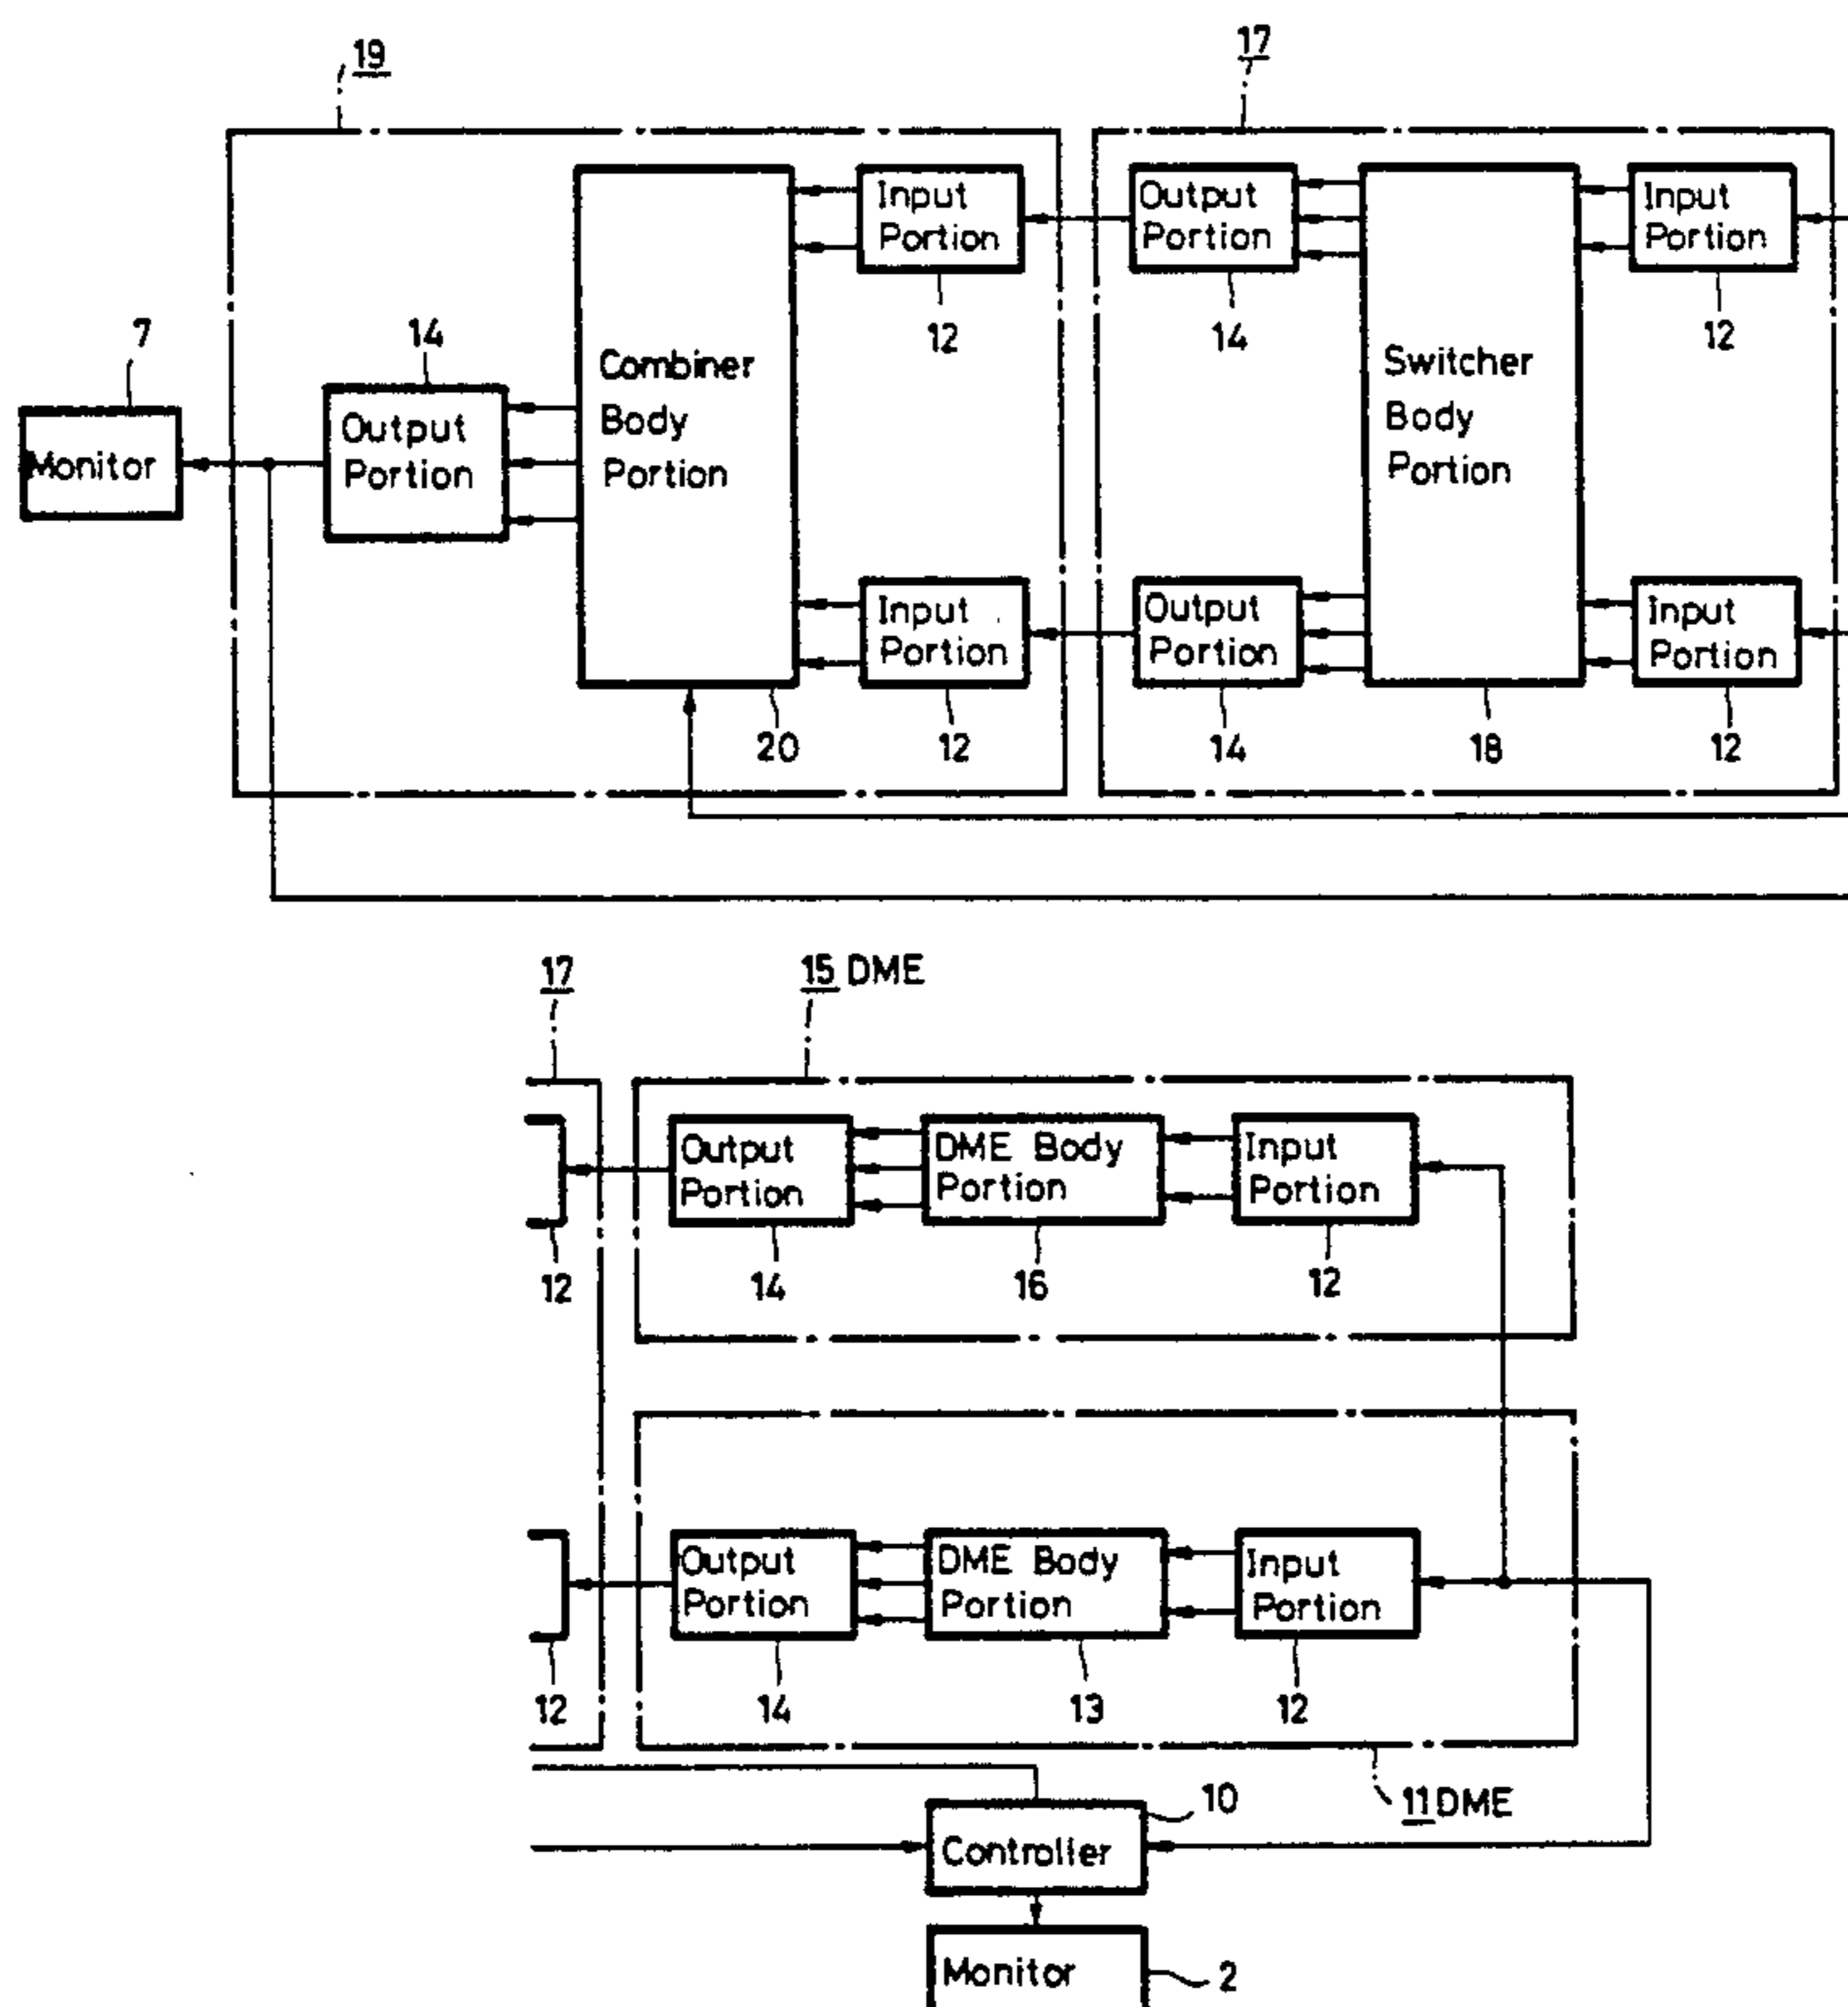 19
17
Output
Portion
Input
Portion
Input
Portion
12
14
12
7
14
Combiner
Body
Portion
Switcher
Body
Portion
Monitor
Output
Portion
Input
Portion
Output
Portion
Input
Portion
20
12
14
18
12
17
15 DME
Output
Portion
DME Body
Portion
Input
Portion
12
14
16
12
Output
Portion
DME Body
Portion
Input
Portion
12
14
13
12
10
11 DME
Controller
Monitor
2